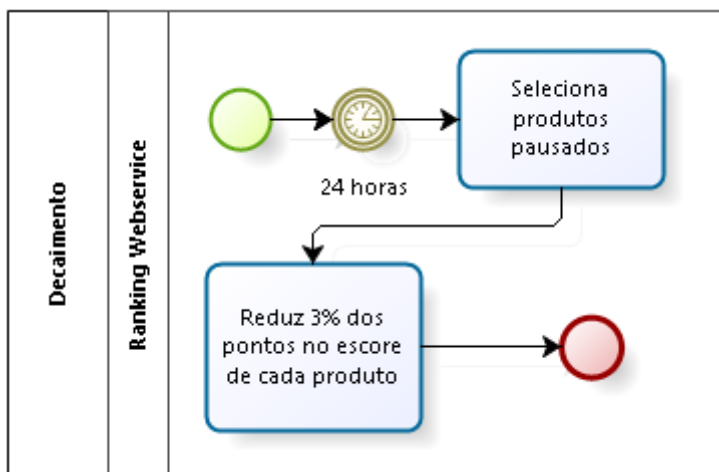 Decaimento
Ranking Webservice
24 horas
Seleciona
produtos
pausados
Reduz 3% dos
pontos no escore
de cada produto